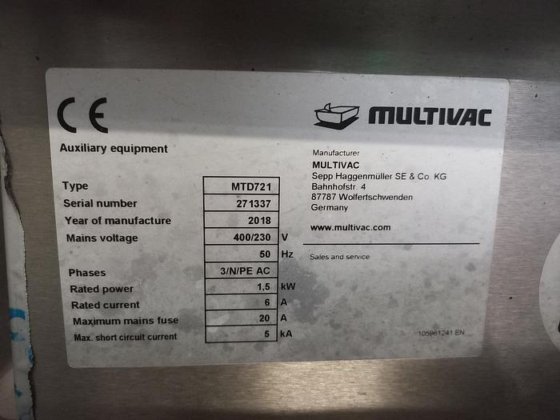 CE
MULTIVAC
Auxiliary equipment
Type MTD721
Serial number 271337
Year of manufacture 2018
Mains voltage 400/230 V
50 Hz
Phases 3/N/PE AC
Rated power 1,5 kW
Rated current 6 A
Maximum mains fuse 20 A
Max. short circuit current 5 kA
Manufacturer
MULTIVAC
Sepp Haggenmüller SE & Co. KG
Bahnhofstr. 4
87787 Wolfertschwenden
Germany
www.multivac.com
Sales and service
105961241 EN